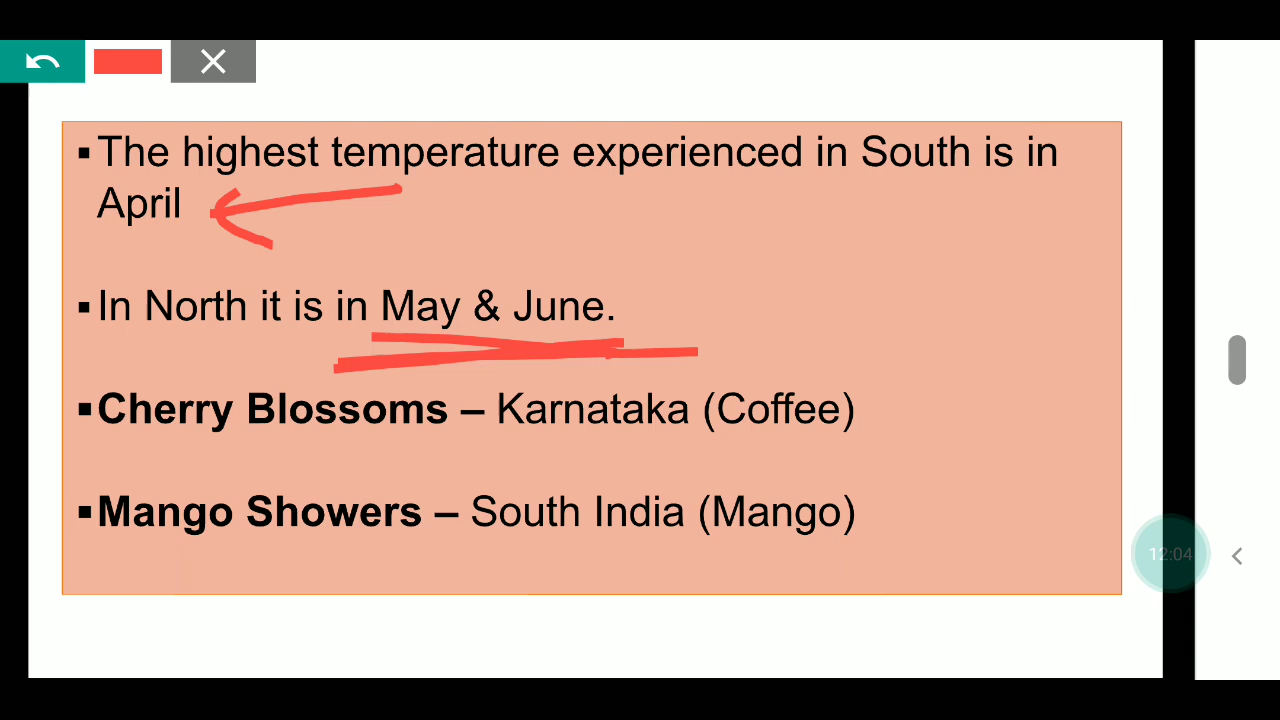 ▪The highest temperature experienced in South is in
April
▪In North it is in May & June.
▪Cherry Blossoms – Karnataka (Coffee)
▪Mango Showers – South India (Mango)
12:04